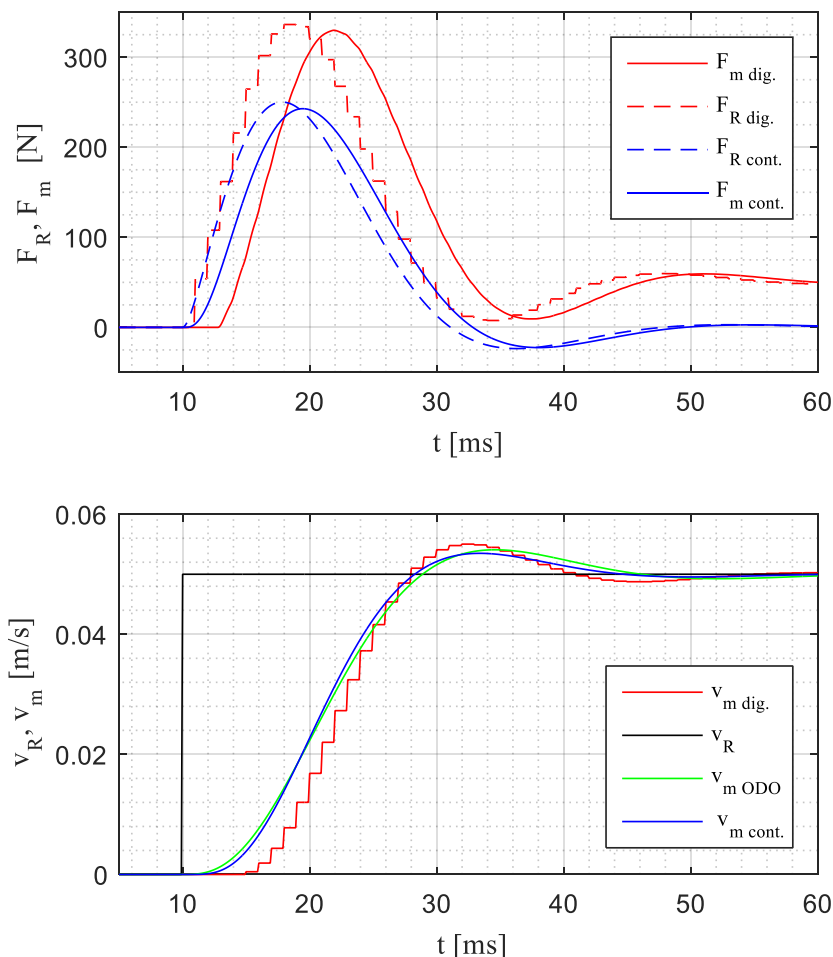 300
200
100
0
F_R, F_m [N]
F_m dig.
F_R dig.
F_R cont.
F_m cont.
10 20 30 40 50 60
t [ms]
0.06
0.04
0.02
0
v_R, v_m [m/s]
v_m dig.
v_R
v_m ODO
v_m cont.
10 20 30 40 50 60
t [ms]